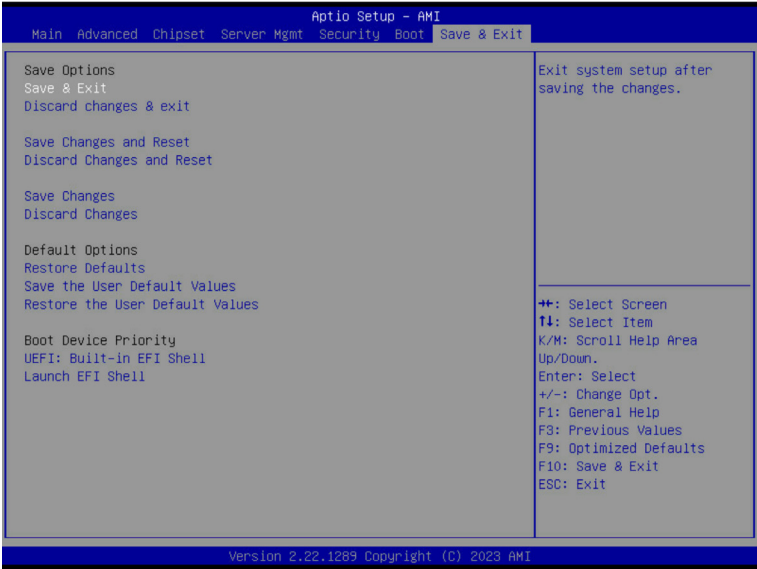 Aptio Setup – AMI
Main Advanced Chipset Server Mgmt Security Boot Save & Exit
Save Options
Save & Exit
Discard changes & exit
Save Changes and Reset
Discard Changes and Reset
Save Changes
Discard Changes
Default Options
Restore Defaults
Save the User Default Values
Restore the User Default Values
Boot Device Priority
UEFI: Built-in EFI Shell
Launch EFI Shell
Exit system setup after
saving the changes.
→←: Select Screen
↑↓: Select Item
K/M: Scroll Help Area
Up/Down.
Enter: Select
+/-: Change Opt.
F1: General Help
F3: Previous Values
F9: Optimized Defaults
F10: Save & Exit
ESC: Exit
Version 2.22.1289 Copyright (C) 2023 AMI